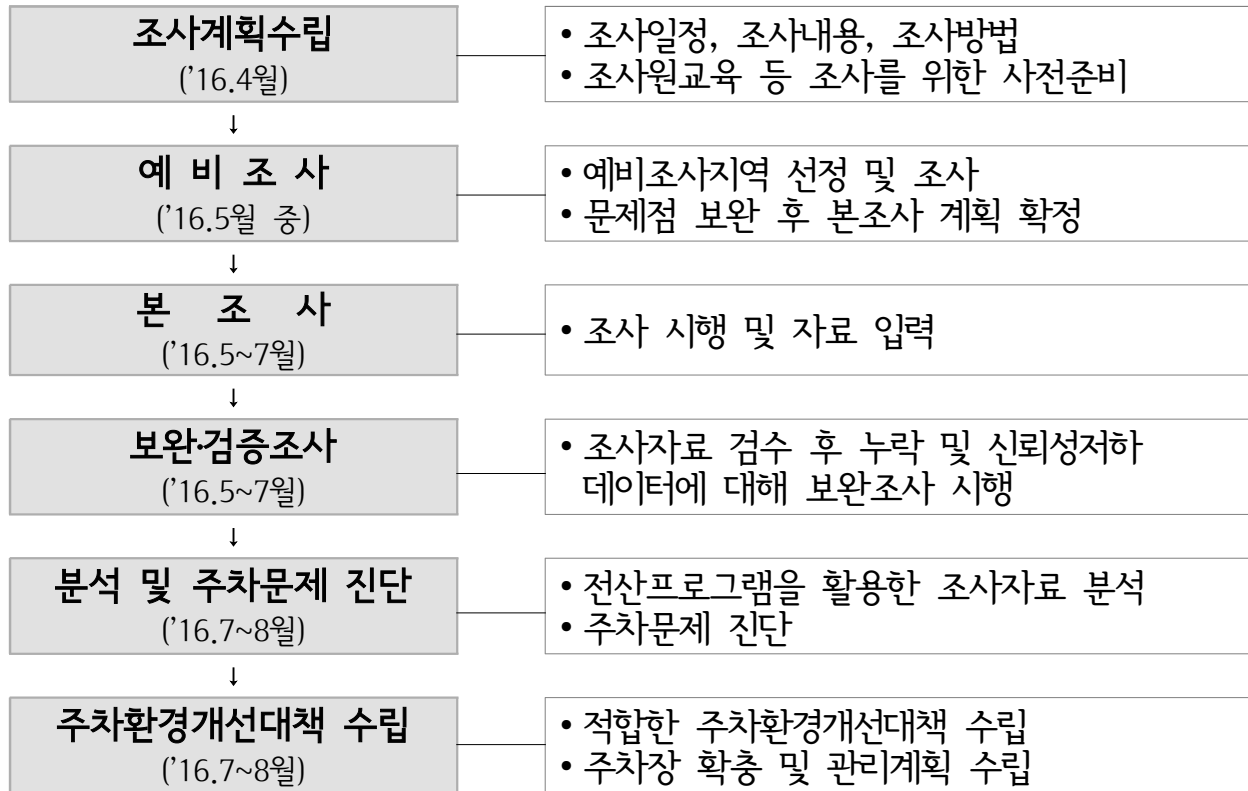 조사계획수립
('16.4월)
• 조사일정, 조사내용, 조사방법
• 조사원교육 등 조사를 위한 사전준비
↓
예 비 조 사
('16.5월 중)
• 예비조사지역 선정 및 조사
• 문제점 보완 후 본조사 계획 확정
↓
본 조 사
('16.5~7월)
• 조사 시행 및 자료 입력
↓
보완·검증조사
('16.5~7월)
• 조사자료 검수 후 누락 및 신뢰성저하
데이터에 대해 보완조사 시행
↓
분석 및 주차문제 진단
('16.7~8월)
• 전산프로그램을 활용한 조사자료 분석
• 주차문제 진단
↓
주차환경개선대책 수립
('16.7~8월)
• 적합한 주차환경개선대책 수립
• 주차장 확충 및 관리계획 수립